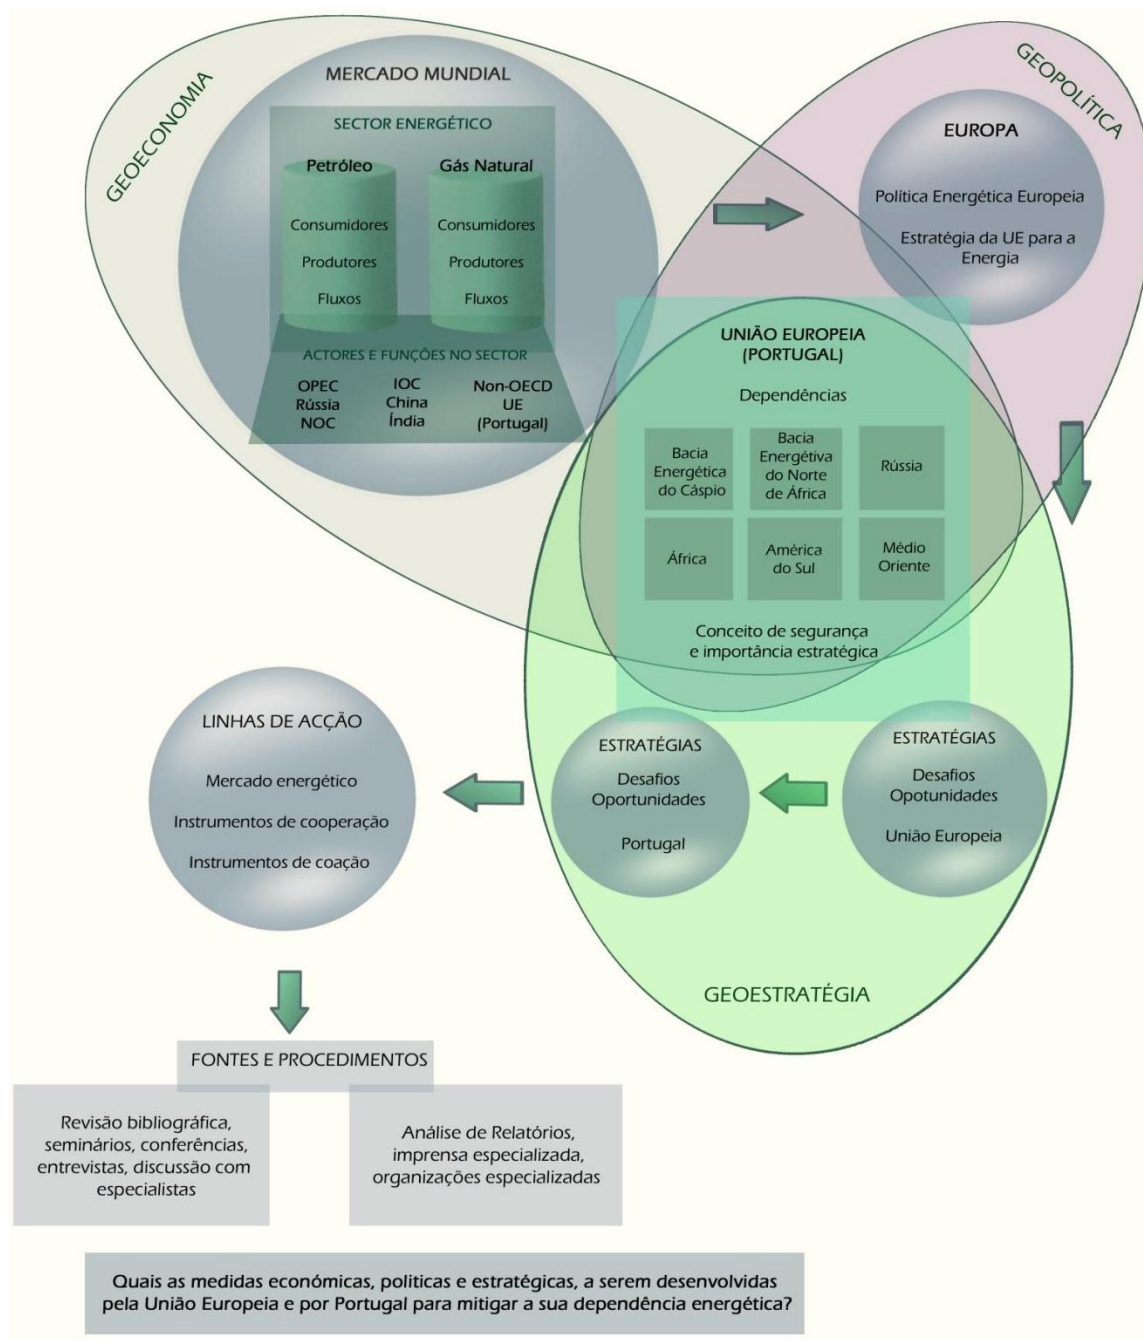 GEOECONOMIA
MERCADO MUNDIAL
SECTOR ENERGÉTICO
Petróleo
Consumidores
Produtores
Fluxos
Gás Natural
Consumidores
Produtores
Fluxos
ACTORES E FUNÇÕES NO SECTOR
OPEC
Rússia
NOC
IOC
China
Índia
Non-OECD
UE
(Portugal)
GEOPOLÍTICA
EUROPA
Política Energética Europeia
Estratégia da UE para a
Energia
UNIÃO EUROPEIA
(PORTUGAL)
Dependências
Bacia
Energética
do Cáspio
Bacia
Energétiva
do Norte
de África
Rússia
África
América
do Sul
Médio
Oriente
Conceito de segurança
e importância estratégica
ESTRATÉGIAS
Desafios
Opotunidades
União Europeia
ESTRATÉGIAS
Desafios
Oportunidades
Portugal
GEOESTRATÉGIA
LINHAS DE ACÇÃO
Mercado energético
Instrumentos de cooperação
Instrumentos de coação
FONTES E PROCEDIMENTOS
Revisão bibliográfica,
seminários, conferências,
entrevistas, discussão com
especialistas
Análise de Relatórios,
imprensa especializada,
organizações especializadas
Quais as medidas económicas, politicas e estratégicas, a serem desenvolvidas
pela União Europeia e por Portugal para mitigar a sua dependência energética?